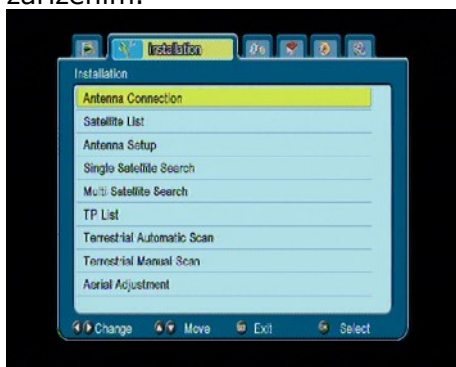 zařízením.
Installation
Installation
Antenna Connection
Satellite List
Antenna Setup
Single Satellite Search
Multi Satellite Search
TP List
Terrestrial Automatic Scan
Terrestrial Manual Scan
Aerial Adjustment
Change Move Exit Select